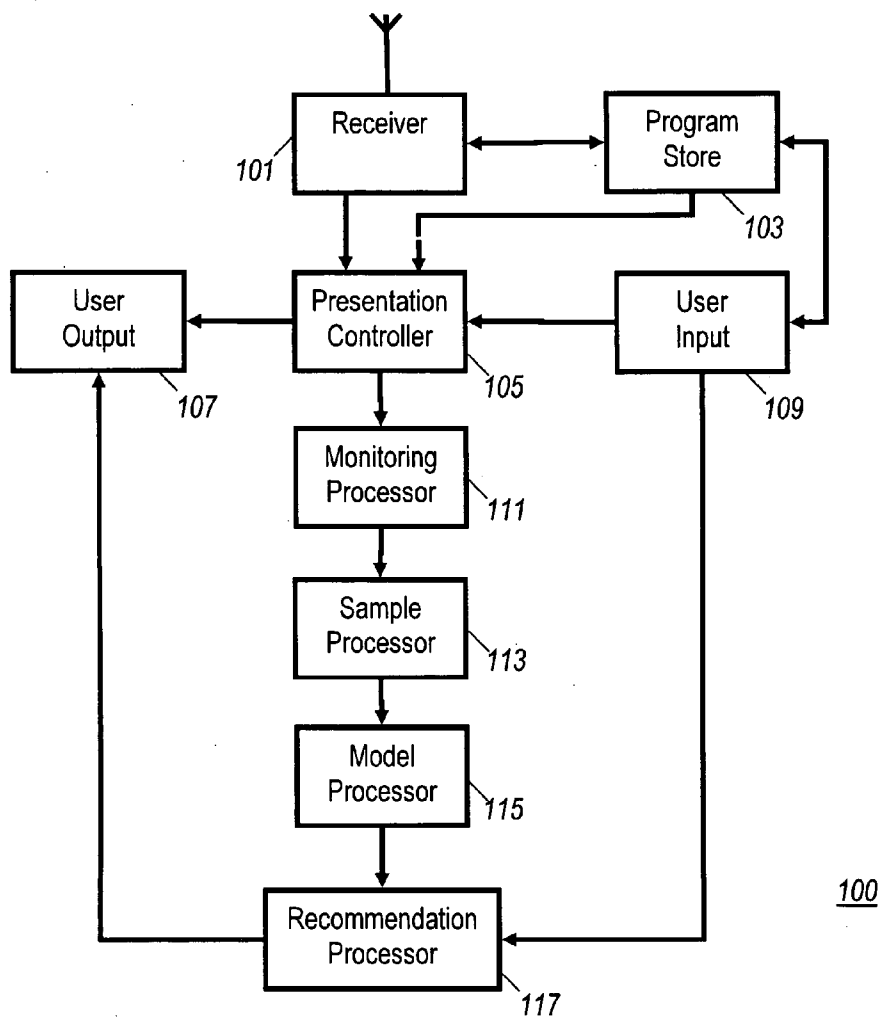 Receiver
101
Program
Store
103
User
Output
107
Presentation
Controller
105
User
Input
109
Monitoring
Processor
111
Sample
Processor
113
Model
Processor
115
Recommendation
Processor
117
100